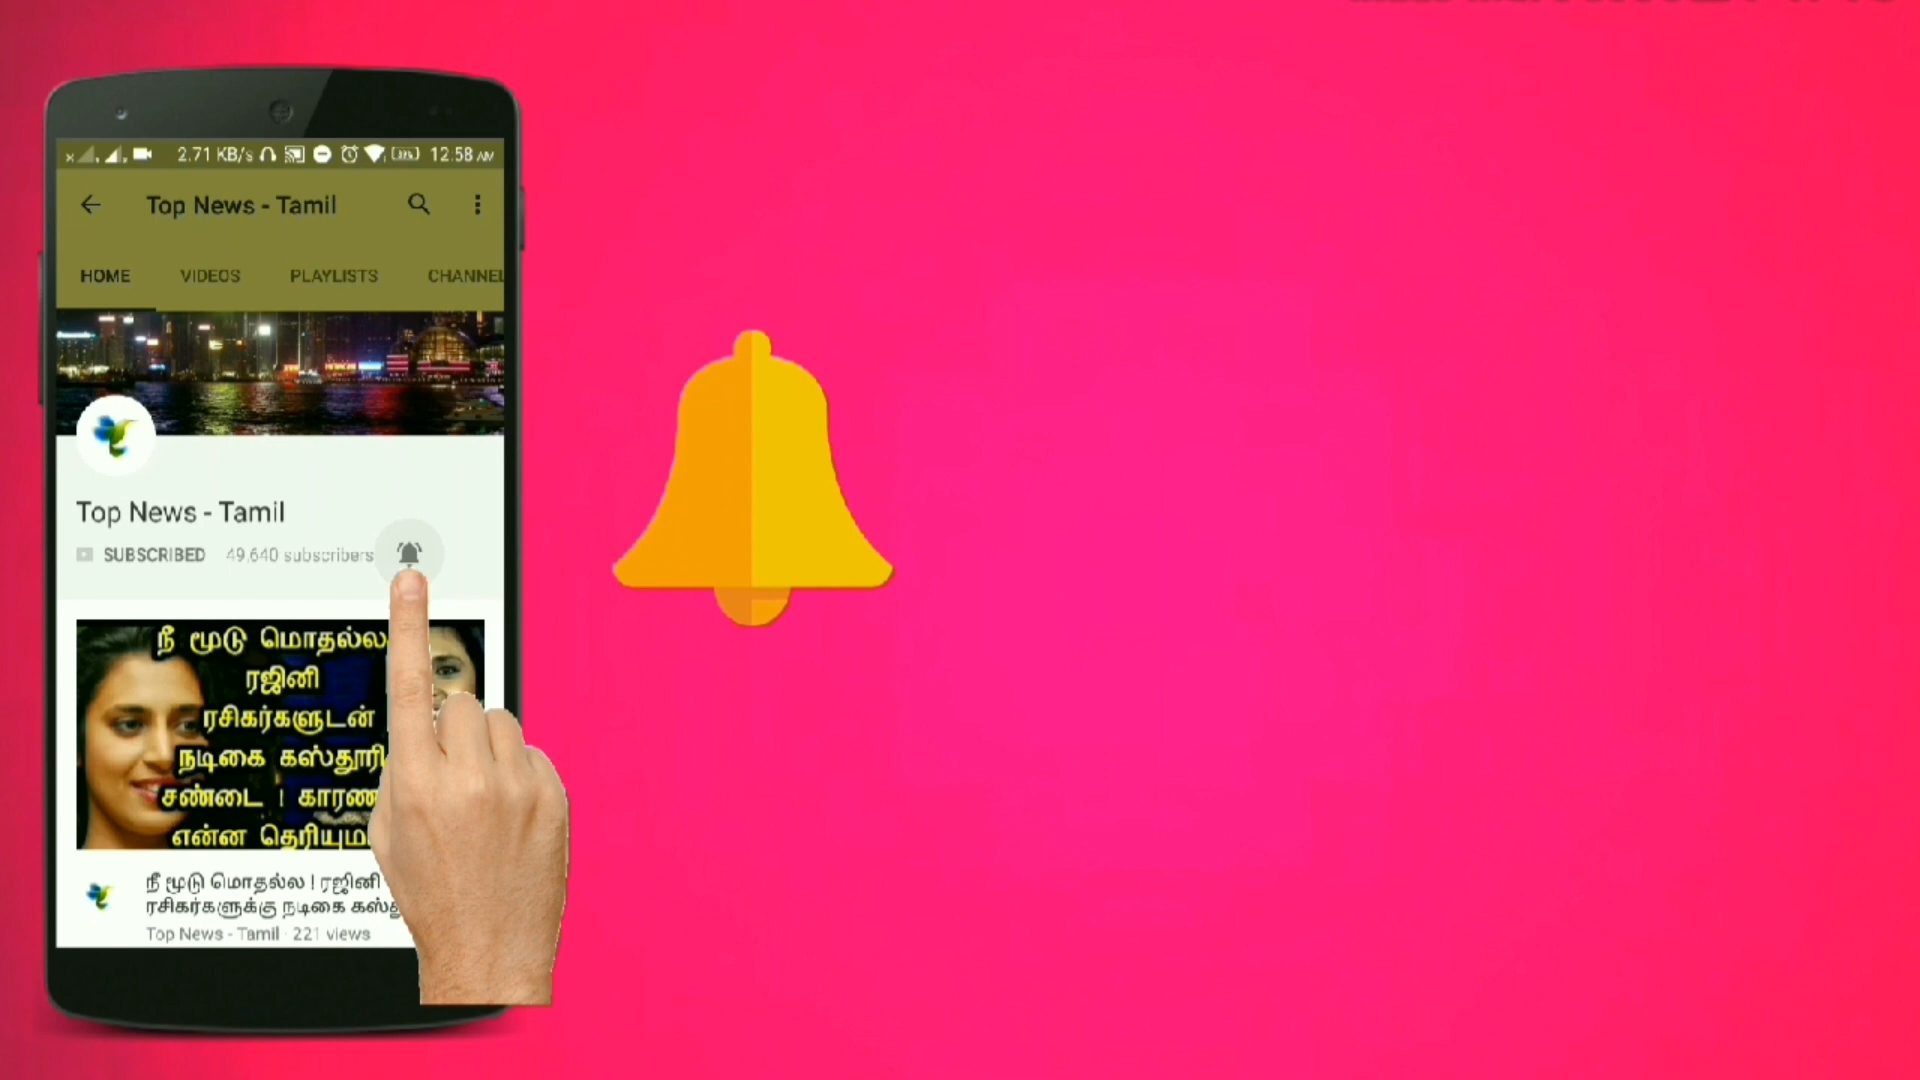 2.71 KB/s 12:58 AM
Top News - Tamil
HOME VIDEOS PLAYLISTS CHANNEL
Top News - Tamil
SUBSCRIBED 49,640 subscribers
நீ மூடு மொதல்ல
ரஜினி
ரசிகர்களுடன்
நடிகை கஸ்தூரி
சண்டை | காரண
என்ன தெரியுமா
நீ மூடு மொதல்ல ! ரஜினி
ரசிகர்களுக்கு நடிகை கஸ்தூ
Top News - Tamil · 221 views